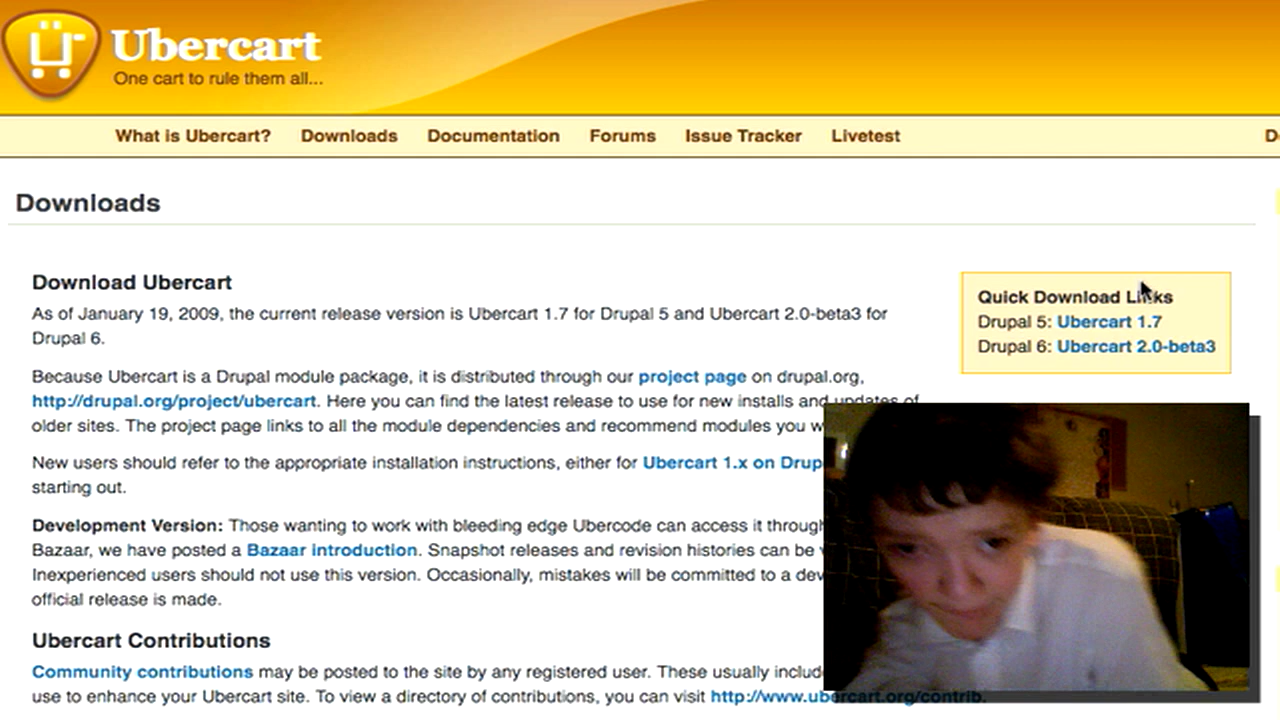 Ubercart
One cart to rule them all...
What is Ubercart? Downloads Documentation Forums Issue Tracker Livetest
Downloads
Download Ubercart
As of January 19, 2009, the current release version is Ubercart 1.7 for Drupal 5 and Ubercart 2.0-beta3 for
Drupal 6.
Quick Download Links
Drupal 5: Ubercart 1.7
Drupal 6: Ubercart 2.0-beta3
Because Ubercart is a Drupal module package, it is distributed through our project page on drupal.org,
http://drupal.org/project/ubercart. Here you can find the latest release to use for new installs and updates of
older sites. The project page links to all the module dependencies and recommend modules you
New users should refer to the appropriate installation instructions, either for Ubercart 1.x on
starting out.
Development Version: Those wanting to work with bleeding edge Ubercode can access it through
Bazaar, we have posted a Bazaar introduction. Snapshot releases and revision histories can be
Inexperienced users should not use this version. Occasionally, mistakes will be committed to a
official release is made.
Ubercart Contributions
Community contributions may be posted to the site by any registered user. These usually
use to enhance your Ubercart site. To view a directory of contributions, you can visit http://www.ubercart.org/contrib.